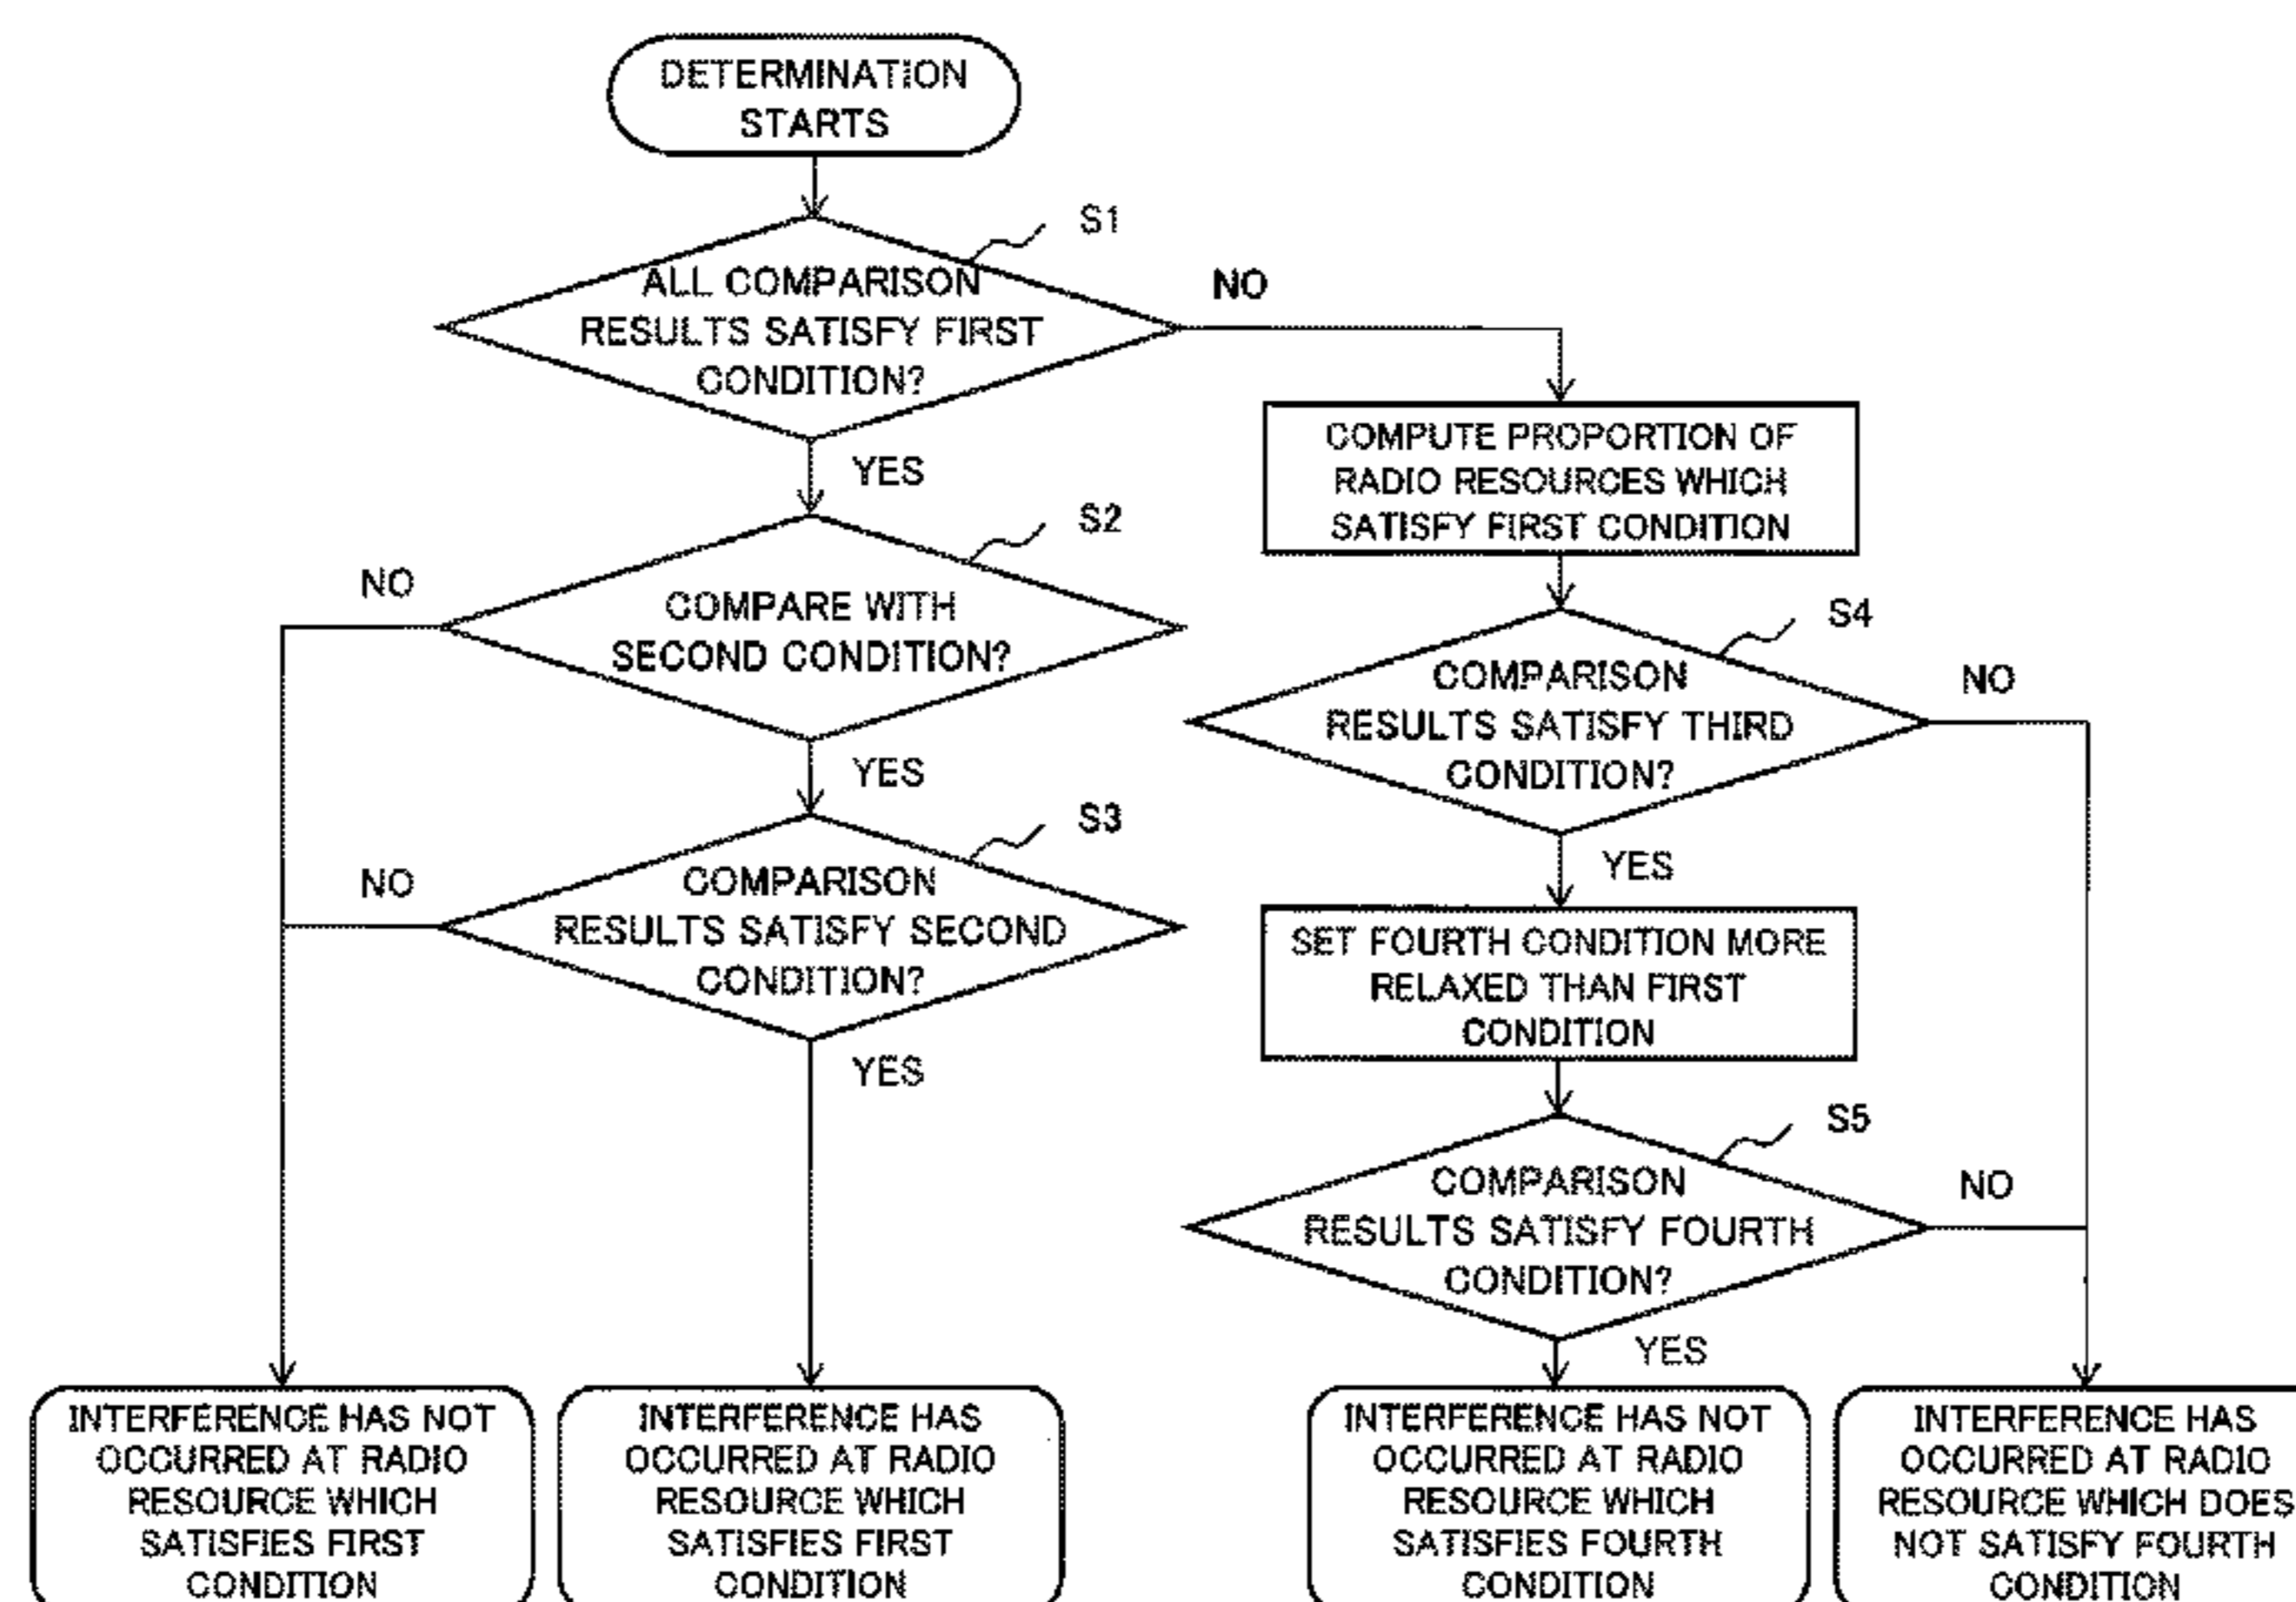 DETERMINATION
STARTS
S1
ALL COMPARISON
RESULTS SATISFY FIRST
CONDITION?
NO
YES
COMPUTE PROPORTION OF
RADIO RESOURCES WHICH
SATISFY FIRST CONDITION
S2
NO
COMPARE WITH
SECOND CONDITION?
YES
S4
COMPARISON
RESULTS SATISFY THIRD
CONDITION?
NO
YES
S3
NO
COMPARISON
RESULTS SATISFY SECOND
CONDITION?
YES
SET FOURTH CONDITION MORE
RELAXED THAN FIRST
CONDITION
S5
COMPARISON
RESULTS SATISFY FOURTH
CONDITION?
NO
YES
INTERFERENCE HAS NOT
OCCURRED AT RADIO
RESOURCE WHICH
SATISFIES FIRST
CONDITION
INTERFERENCE HAS
OCCURRED AT RADIO
RESOURCE WHICH
SATISFIES FIRST
CONDITION
INTERFERENCE HAS NOT
OCCURRED AT RADIO
RESOURCE WHICH
SATISFIES FOURTH
CONDITION
INTERFERENCE HAS
OCCURRED AT RADIO
RESOURCE WHICH DOES
NOT SATISFY FOURTH
CONDITION